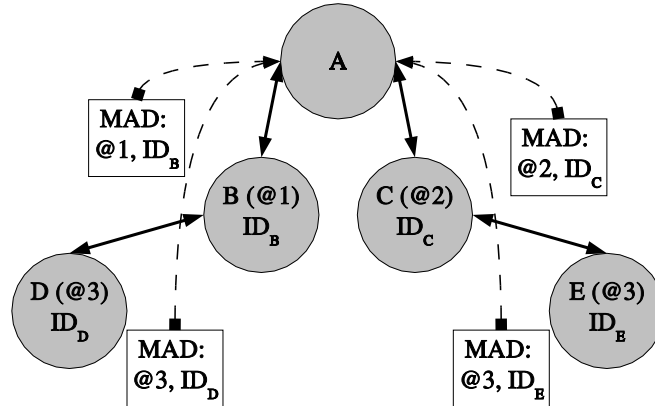 A
MAD:
@1, ID_B
MAD:
@2, ID_C
B (@1)
ID_B
C (@2)
ID_C
D (@3)
ID_D
E (@3)
ID_E
MAD:
@3, ID_D
MAD:
@3, ID_E